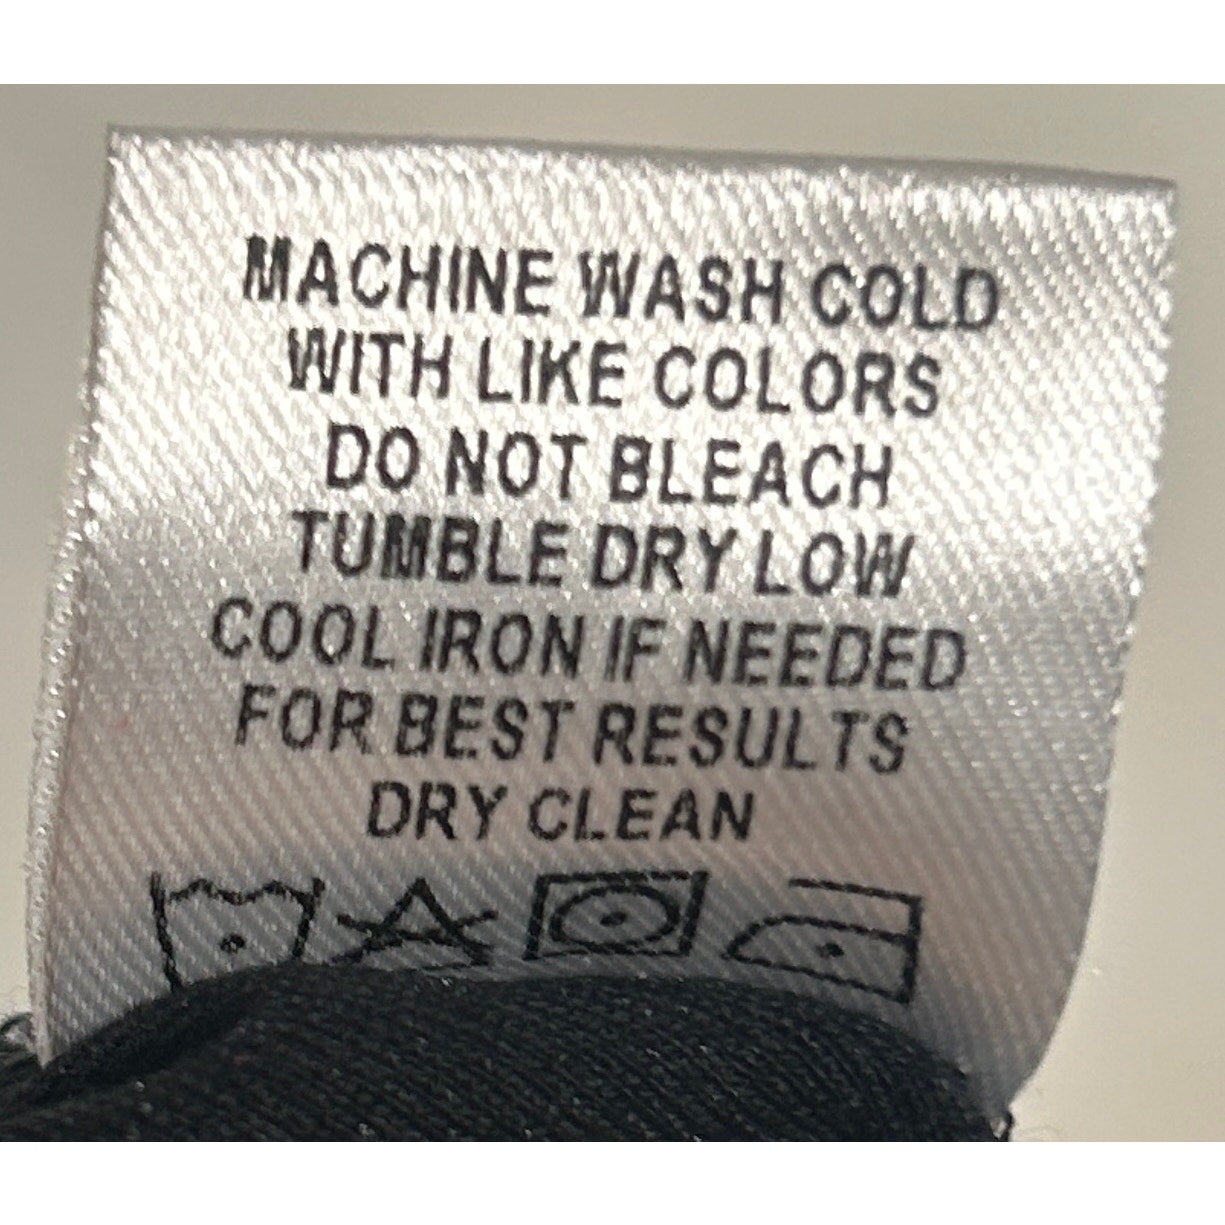 MACHINE WASH COLD
WITH LIKE COLORS
DO NOT BLEACH
TUMBLE DRY LOW
COOL IRON IF NEEDED
FOR BEST RESULTS
DRY CLEAN